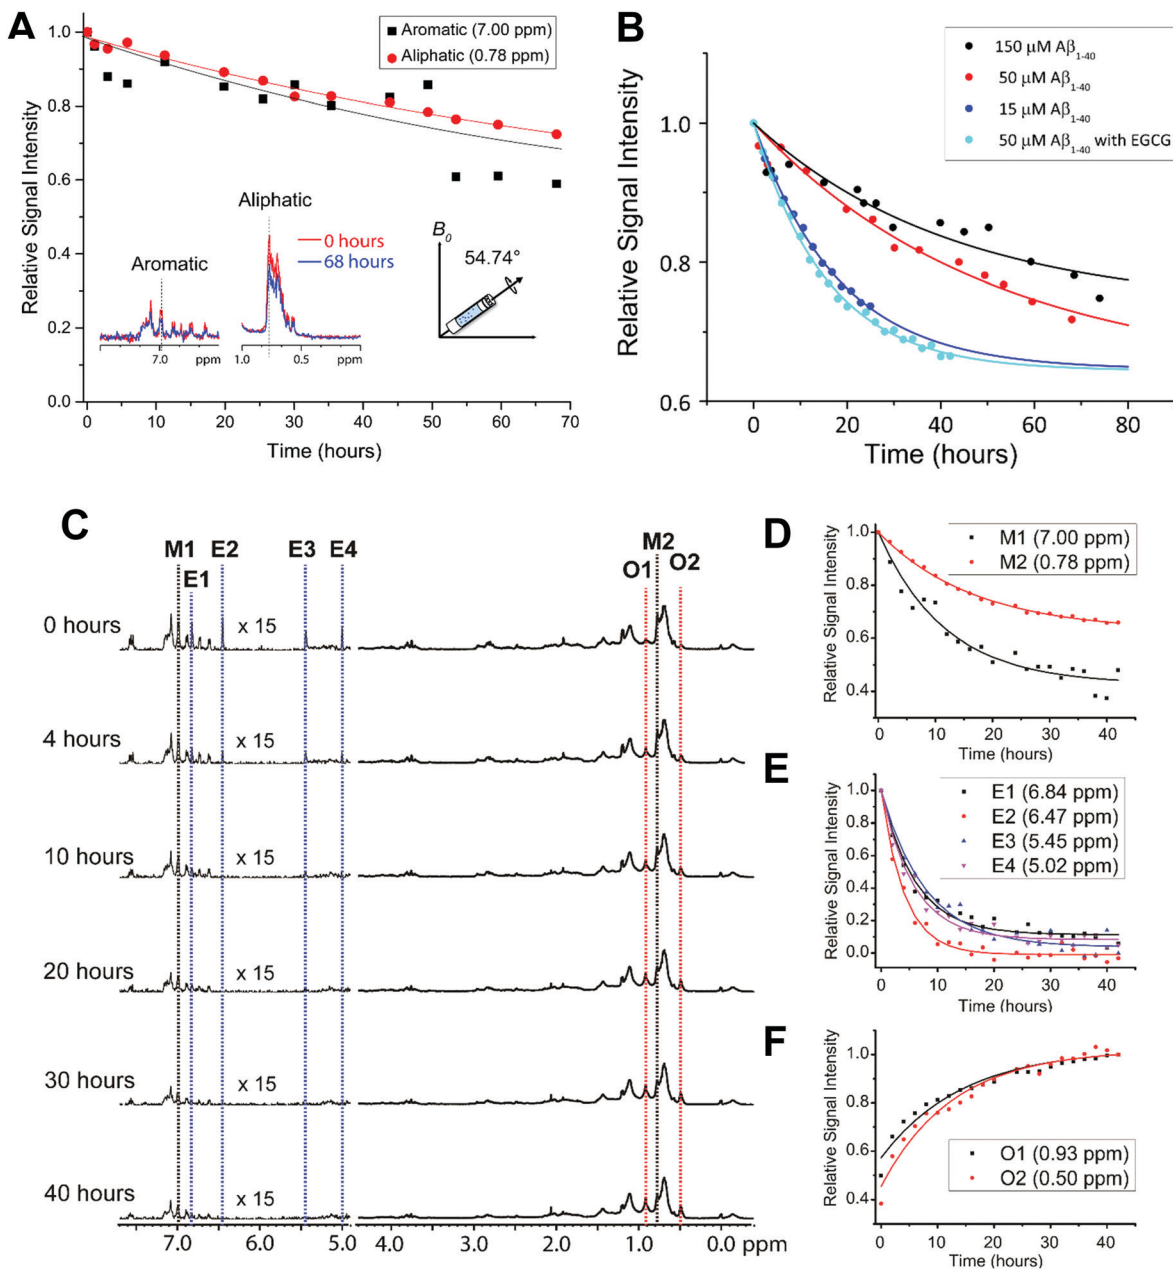 A
Relative Signal Intensity
1.0
0.8
0.6
0.4
0.2
0.0
0
10
20
30
40
50
60
70
Time (hours)
Aromatic (7.00 ppm)
Aliphatic (0.78 ppm)
Aliphatic
Aromatic
0 hours
68 hours
7.0
ppm
1.0
0.5
ppm
B₀
54.74°
B
Relative Signal Intensity
1.0
0.8
0.6
0
20
40
60
80
Time (hours)
150 μM Aβ₁₋₄₀
50 μM Aβ₁₋₄₀
15 μM Aβ₁₋₄₀
50 μM Aβ₁₋₄₀ with EGCG
C
M1
E1
E2
E3
E4
O1
M2
O2
0 hours
x 15
4 hours
x 15
10 hours
x 15
20 hours
x 15
30 hours
x 15
40 hours
x 15
7.0
6.0
5.0
4.0
3.0
2.0
1.0
0.0
ppm
D
Relative Signal Intensity
1.0
0.8
0.6
0.4
0
10
20
30
40
Time (hours)
M1 (7.00 ppm)
M2 (0.78 ppm)
E
Relative Signal Intensity
1.0
0.8
0.6
0.4
0.2
0.0
0
10
20
30
40
Time (hours)
E1 (6.84 ppm)
E2 (6.47 ppm)
E3 (5.45 ppm)
E4 (5.02 ppm)
F
Relative Signal Intensity
1.0
0.8
0.6
0.4
0
10
20
30
40
Time (hours)
O1 (0.93 ppm)
O2 (0.50 ppm)